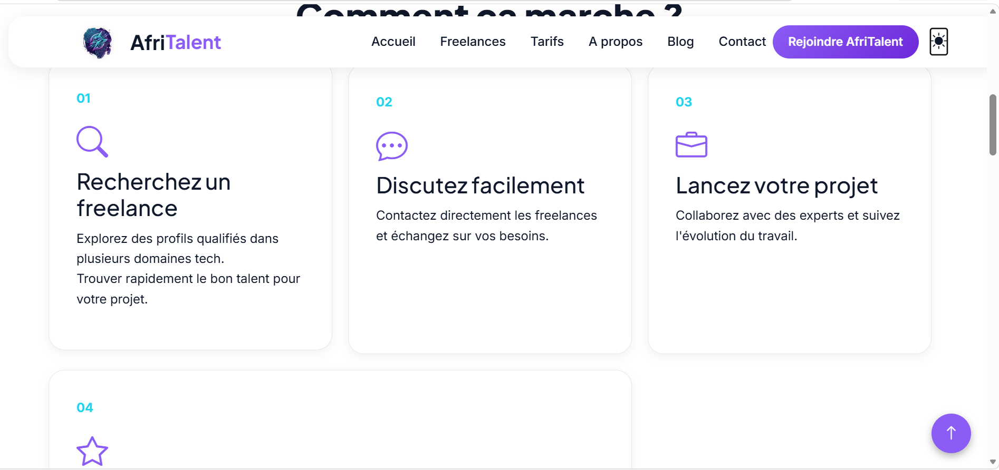 Comment ça marche ?
AfriTalent
Accueil
Freelances
Tarifs
A propos
Blog
Contact
Rejoindre AfriTalent
01
Recherchez un
freelance
Explorez des profils qualifiés dans
plusieurs domaines tech.
Trouver rapidement le bon talent pour
votre projet.
02
Discutez facilement
Contactez directement les freelances
et échangez sur vos besoins.
03
Lancez votre projet
Collaborez avec des experts et suivez
l'évolution du travail.
04